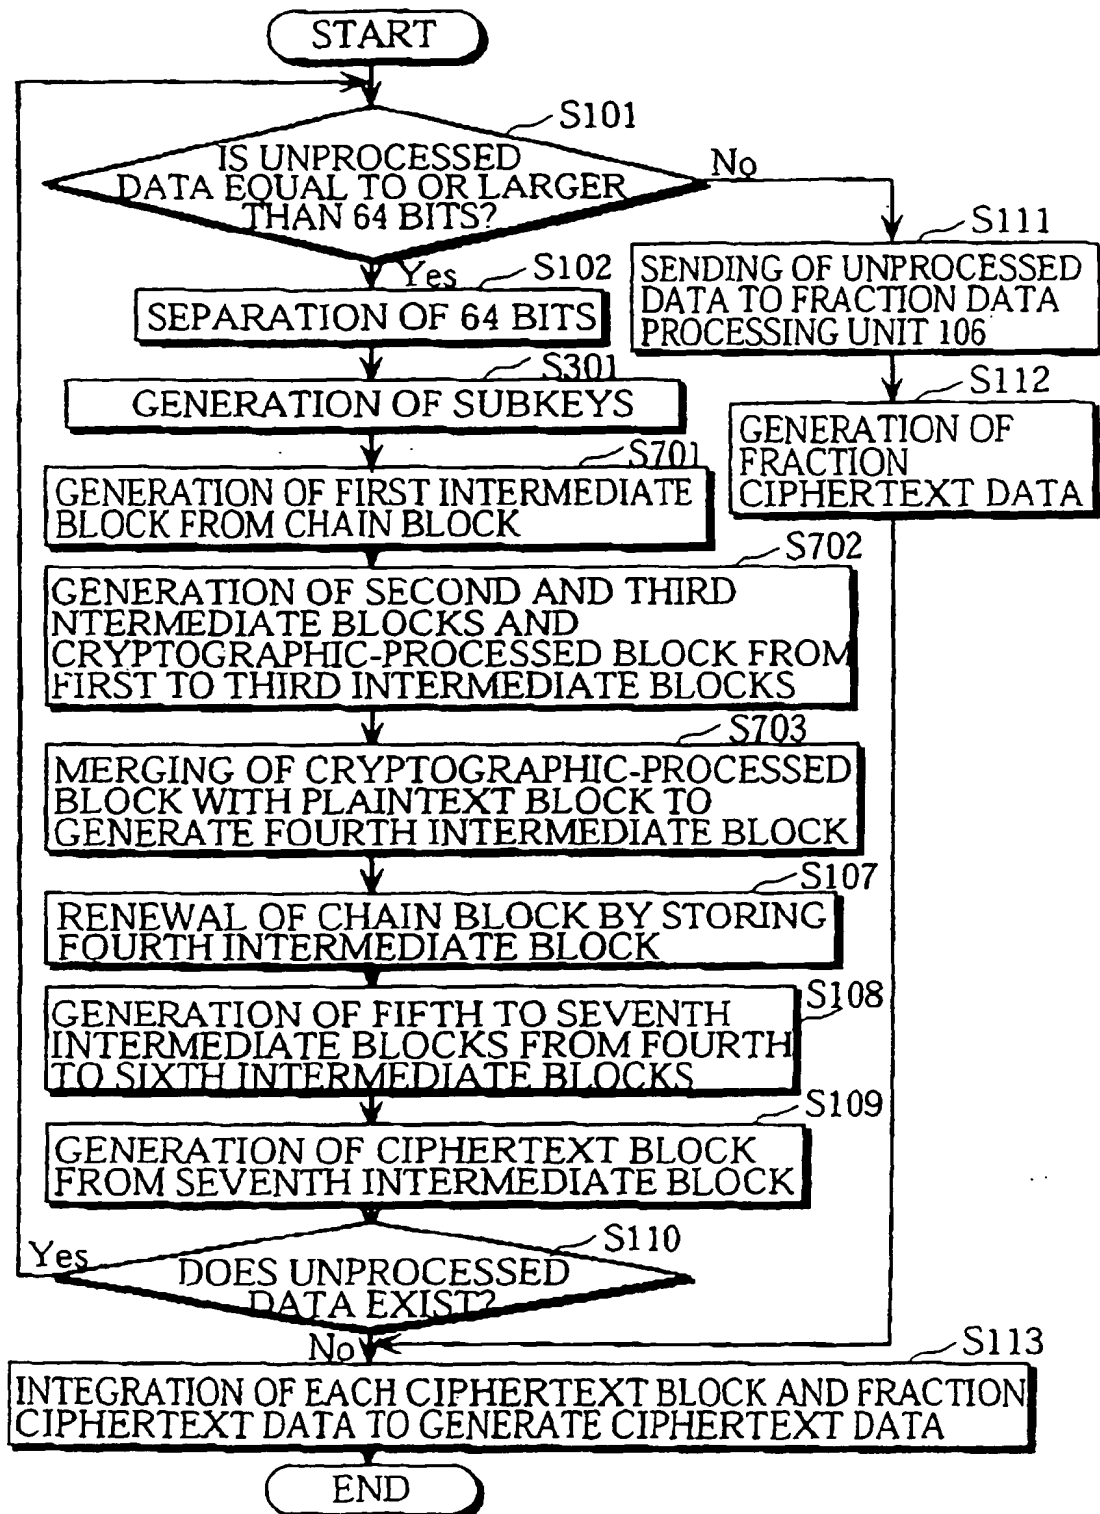 START
S101
IS UNPROCESSED
DATA EQUAL TO OR LARGER
THAN 64 BITS?
No
Yes
S102
SEPARATION OF 64 BITS
S301
GENERATION OF SUBKEYS
S701
GENERATION OF FIRST INTERMEDIATE
BLOCK FROM CHAIN BLOCK
S702
GENERATION OF SECOND AND THIRD
NTERMEDIATE BLOCKS AND
CRYPTOGRAPHIC-PROCESSED BLOCK FROM
FIRST TO THIRD INTERMEDIATE BLOCKS
S703
MERGING OF CRYPTOGRAPHIC-PROCESSED
BLOCK WITH PLAINTEXT BLOCK TO
GENERATE FOURTH INTERMEDIATE BLOCK
S107
RENEWAL OF CHAIN BLOCK BY STORING
FOURTH INTERMEDIATE BLOCK
S108
GENERATION OF FIFTH TO SEVENTH
INTERMEDIATE BLOCKS FROM FOURTH
TO SIXTH INTERMEDIATE BLOCKS
S109
GENERATION OF CIPHERTEXT BLOCK
FROM SEVENTH INTERMEDIATE BLOCK
S110
Yes
DOES UNPROCESSED
DATA EXIST?
No
S111
SENDING OF UNPROCESSED
DATA TO FRACTION DATA
PROCESSING UNIT 106
S112
GENERATION OF
FRACTION
CIPHERTEXT DATA
S113
INTEGRATION OF EACH CIPHERTEXT BLOCK AND FRACTION
CIPHERTEXT DATA TO GENERATE CIPHERTEXT DATA
END